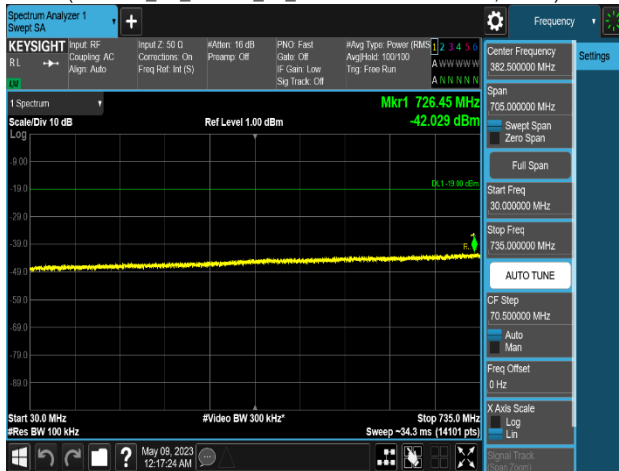 Spectrum Analyzer 1
Swept SA
Frequency
KEYSIGHT
RL
Input: RF
Coupling: AC
Align: Auto
Input Z: 50 Ω
Corrections: On
Freq Ref: Int (S)
#Atten: 16 dB
Preamp: Off
PNO: Fast
Gate: Off
IF Gain: Low
Sig Track: Off
#Avg Type: Power (RMS
Avg|Hold: 100/100
Trig: Free Run
1 2 3 4 5 6
A W W W W W
A N N N N N
Center Frequency
382.500000 MHz
Settings
1 Spectrum
Scale/Div 10 dB
Log
Ref Level 1.00 dBm
Mkr1 726.45 MHz
-42.029 dBm
DL1 -19.00 dBm
-9.00
-19.0
-29.0
-39.0
-49.0
-59.0
-69.0
-79.0
-89.0
1
Span
705.000000 MHz
Swept Span
Zero Span
Full Span
Start Freq
30.000000 MHz
Stop Freq
735.000000 MHz
AUTO TUNE
CF Step
70.500000 MHz
Auto
Man
Freq Offset
0 Hz
X Axis Scale
Log
Lin
Signal Track
(Span Zoom)
Start 30.0 MHz
#Video BW 300 kHz*
Stop 735.0 MHz
#Res BW 100 kHz
Sweep ~34.3 ms (14101 pts)
?
May 09, 2023
12:17:24 AM